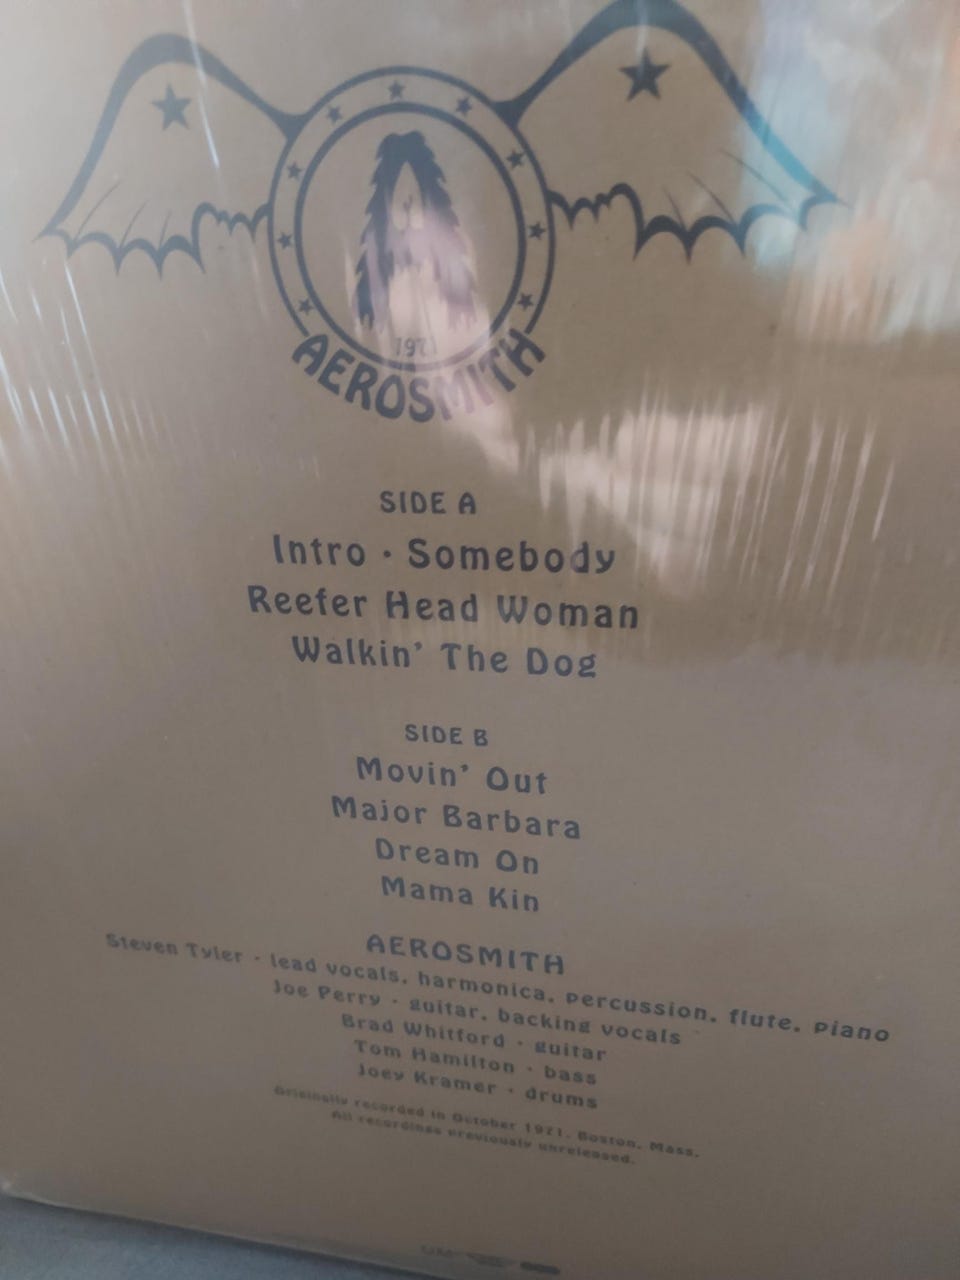 1971
AEROSMITH
SIDE A
Intro · Somebody
Reefer Head Woman
Walkin' The Dog
SIDE B
Movin' Out
Major Barbara
Dream On
Mama Kin
AEROSMITH
Steven Tyler · lead vocals, harmonica, percussion, flute, piano
Joe Perry · guitar, backing vocals
Brad Whitford · guitar
Tom Hamilton · bass
Joey Kramer · drums
Originally recorded in October 1971, Boston, Mass.
All recordings previously unreleased.